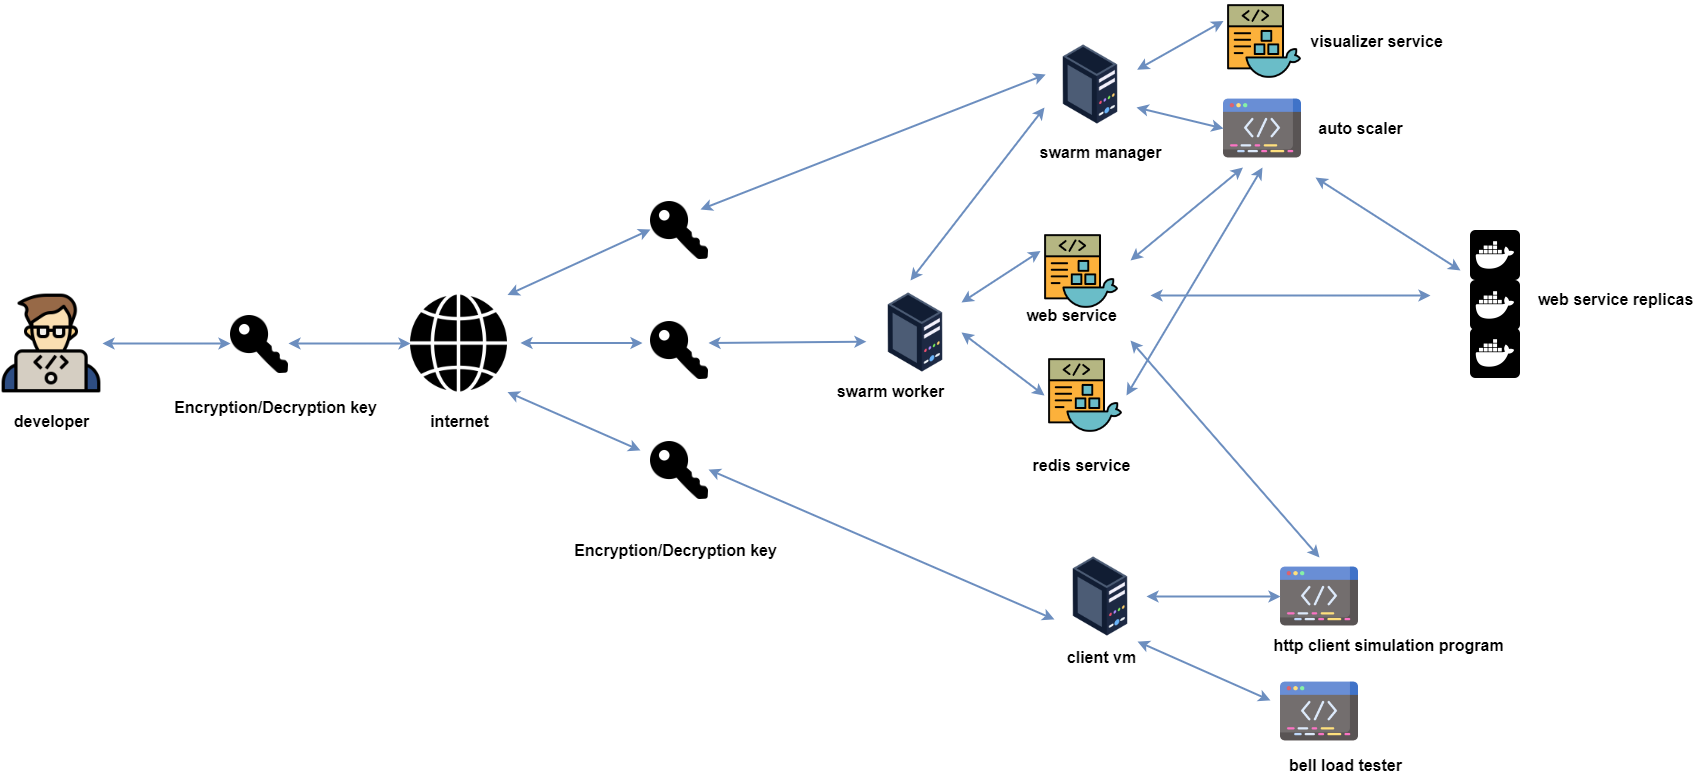 visualizer service
auto scaler
swarm manager
web service replicas
web service
swarm worker
developer
Encryption/Decryption key
internet
redis service
Encryption/Decryption key
client vm
http client simulation program
bell load tester